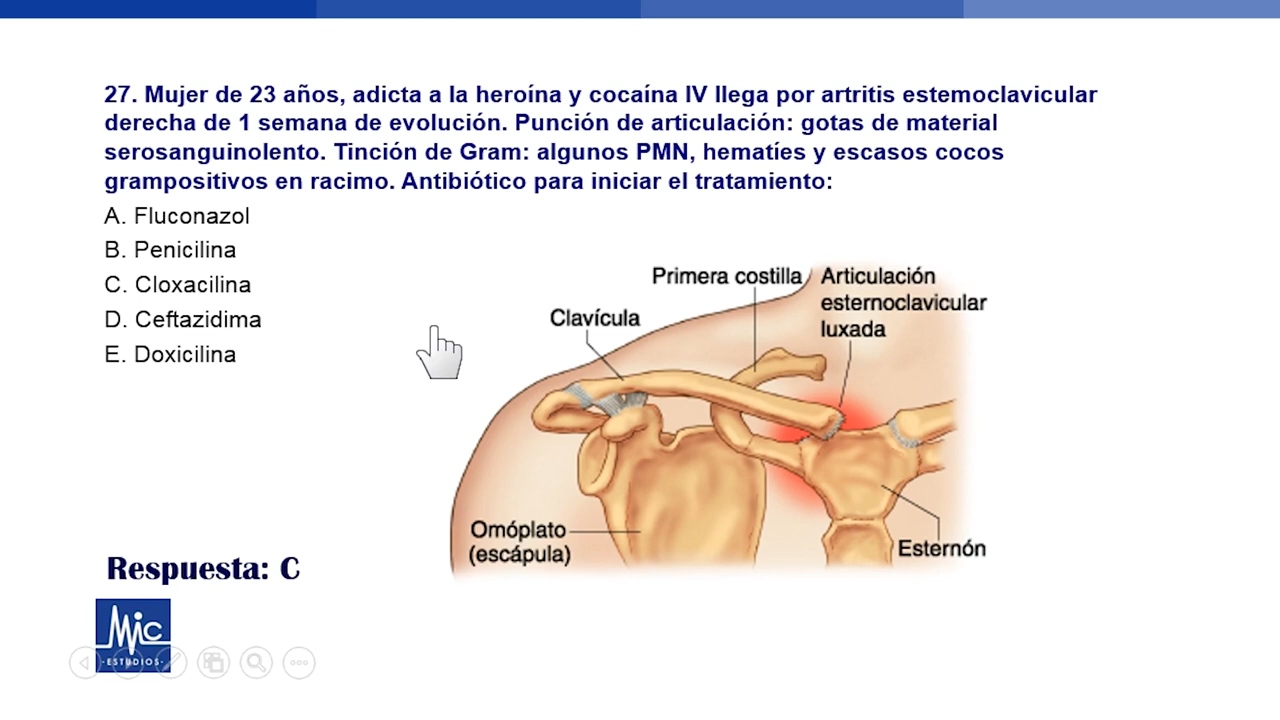 27. Mujer de 23 años, adicta a la heroína y cocaína IV llega por artritis estemoclavicular
derecha de 1 semana de evolución. Punción de articulación: gotas de material
serosanguinolento. Tinción de Gram: algunos PMN, hematíes y escasos cocos
grampositivos en racimo. Antibiótico para iniciar el tratamiento:
A. Fluconazol
B. Penicilina
C. Cloxacilina
D. Ceftazidima
E. Doxicilina
Primera costilla
Articulación
esternoclavicular
luxada
Clavícula
Omóplato
(escápula)
Esternón
Respuesta: C
Mic
-ESTUDIOS-